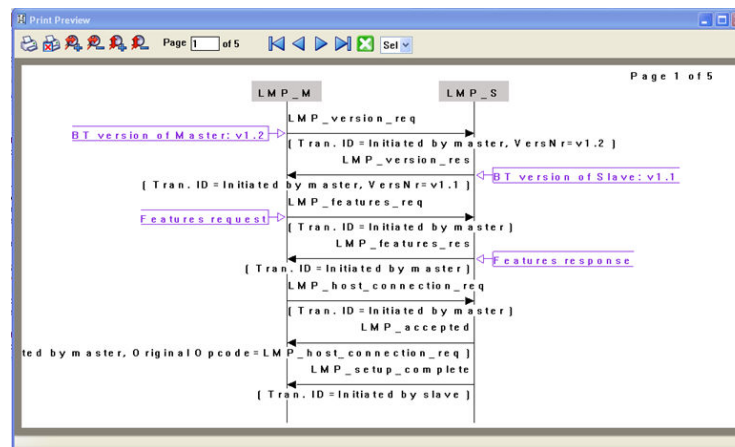 Print Preview
Page 1 of 5 Sel
Page 1 of 5
LMP_M LMP_S
LMP_version_req
BT version of Master: v1.2
( Tran. ID = Initiated by master, VersNr=v1.2 )
LMP_version_res
BT version of Slave: v1.1
( Tran. ID = Initiated by master, VersNr=v1.1 )
LMP_features_req
Features request
( Tran. ID = Initiated by master )
LMP_features_res
Features response
( Tran. ID = Initiated by master )
LMP_host_connection_req
( Tran. ID = Initiated by master )
LMP_accepted
ted by master, OriginalOpcode=LMP_host_connection_req )
LMP_setup_complete
( Tran. ID = Initiated by slave )